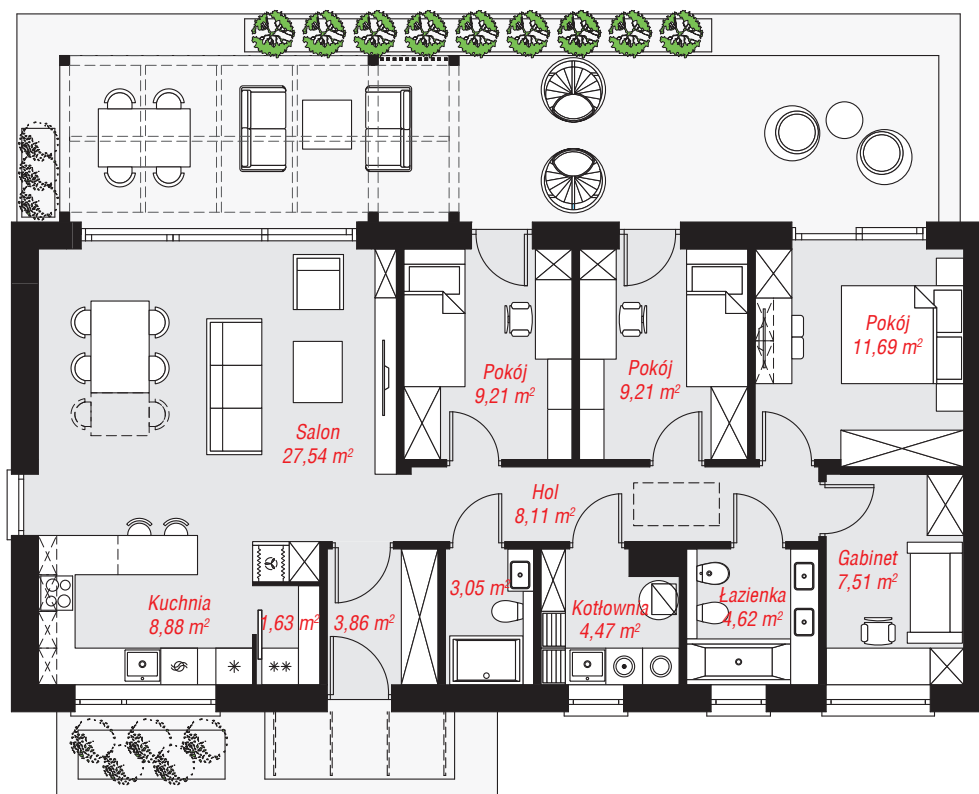 Pokój
11,69 m²
Pokój
9,21 m²
Pokój
9,21 m²
Salon
27,54 m²
Hol
8,11 m²
Gabinet
7,51 m²
Kuchnia
8,88 m²
1,63 m²
3,86 m²
3,05 m²
Kotłownia
4,47 m²
Łazienka
4,62 m²